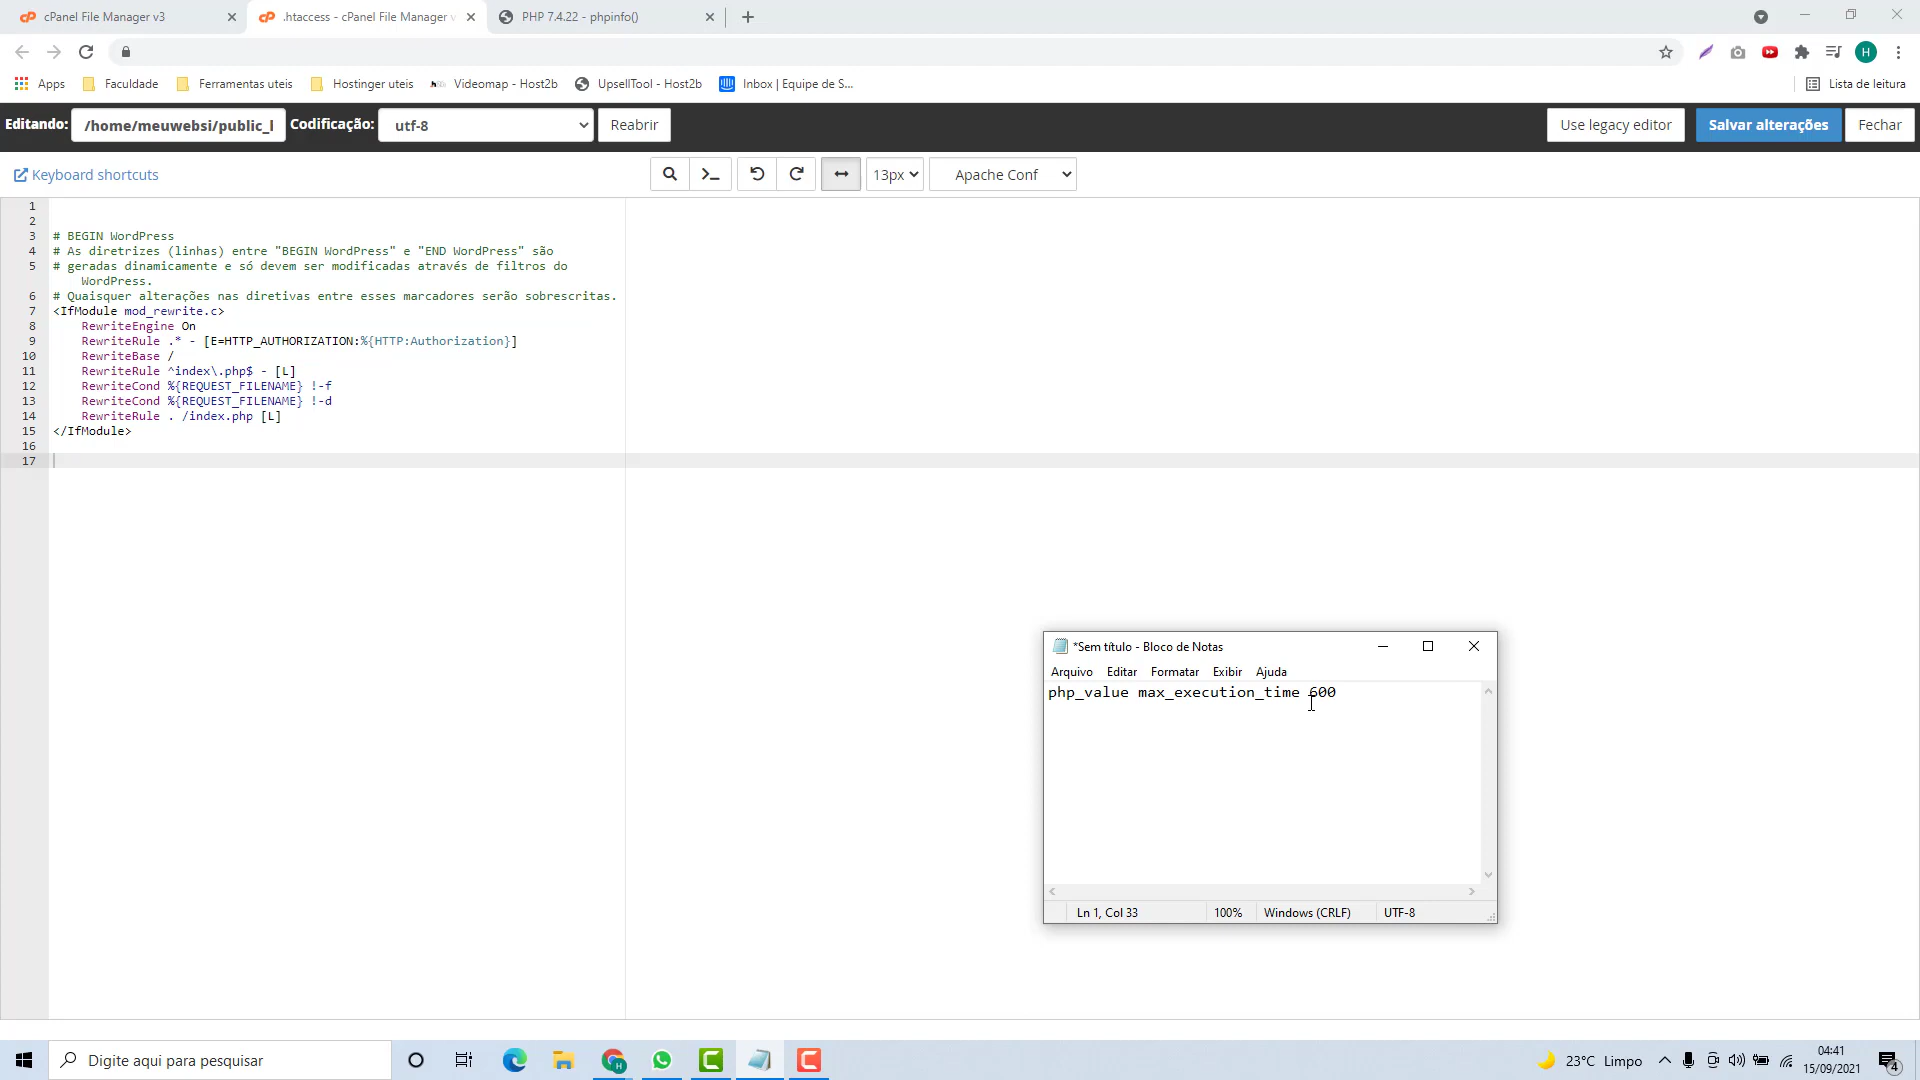 cPanel File Manager v3
.htaccess - cPanel File Manager v
PHP 7.4.22 - phpinfo()
Apps
Faculdade
Ferramentas uteis
Hostinger uteis
Videomap - Host2b
UpsellTool - Host2b
Inbox | Equipe de S...
Lista de leitura
H
Editando:
/home/meuwebsi/public_l
Codificação:
utf-8
Reabrir
Use legacy editor
Salvar alterações
Fechar
Keyboard shortcuts
13px
Apache Conf
1
2
3 # BEGIN WordPress
4 # As diretrizes (linhas) entre "BEGIN WordPress" e "END WordPress" são
5 # geradas dinamicamente e só devem ser modificadas através de filtros do
WordPress.
6 # Quaisquer alterações nas diretivas entre esses marcadores serão sobrescritas.
7 <IfModule mod_rewrite.c>
8 RewriteEngine On
9 RewriteRule .* - [E=HTTP_AUTHORIZATION:%{HTTP:Authorization}]
10 RewriteBase /
11 RewriteRule ^index\.php$ - [L]
12 RewriteCond %{REQUEST_FILENAME} !-f
13 RewriteCond %{REQUEST_FILENAME} !-d
14 RewriteRule . /index.php [L]
15 </IfModule>
16
17
*Sem título - Bloco de Notas
Arquivo Editar Formatar Exibir Ajuda
php_value max_execution_time 600
Ln 1, Col 33
100%
Windows (CRLF)
UTF-8
Digite aqui para pesquisar
23°C Limpo
04:41
15/09/2021
4